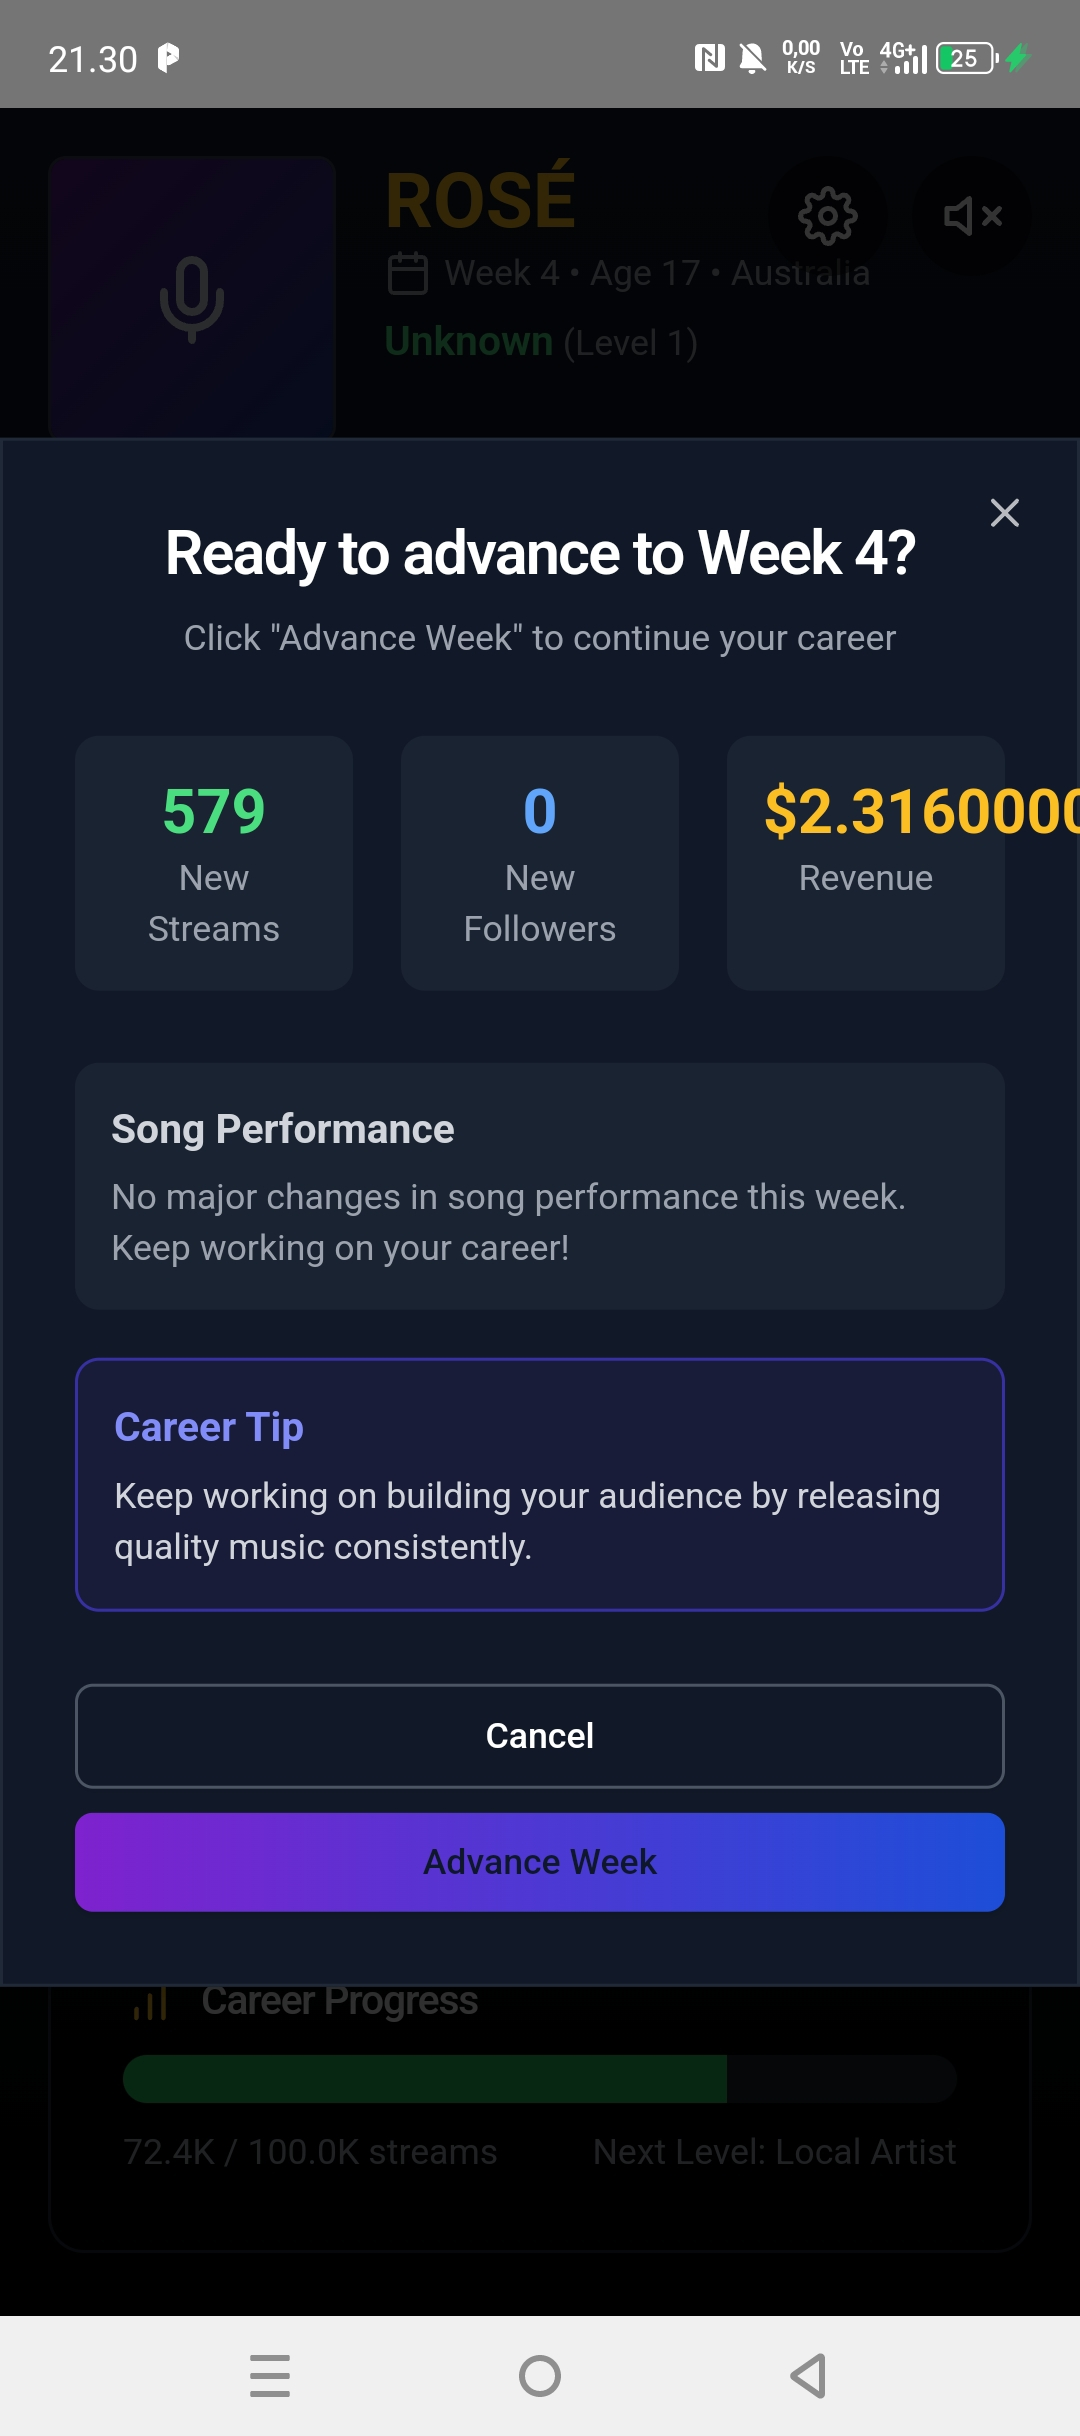 21.30
0,00
K/S
Vo
LTE
4G+
25
ROSÉ
Week 4 • Age 17 • Australia
Unknown (Level 1)
Ready to advance to Week 4?
Click "Advance Week" to continue your career
579
New
Streams
0
New
Followers
$2.3160000
Revenue
Song Performance
No major changes in song performance this week.
Keep working on your career!
Career Tip
Keep working on building your audience by releasing
quality music consistently.
Cancel
Advance Week
Career Progress
72.4K / 100.0K streams
Next Level: Local Artist